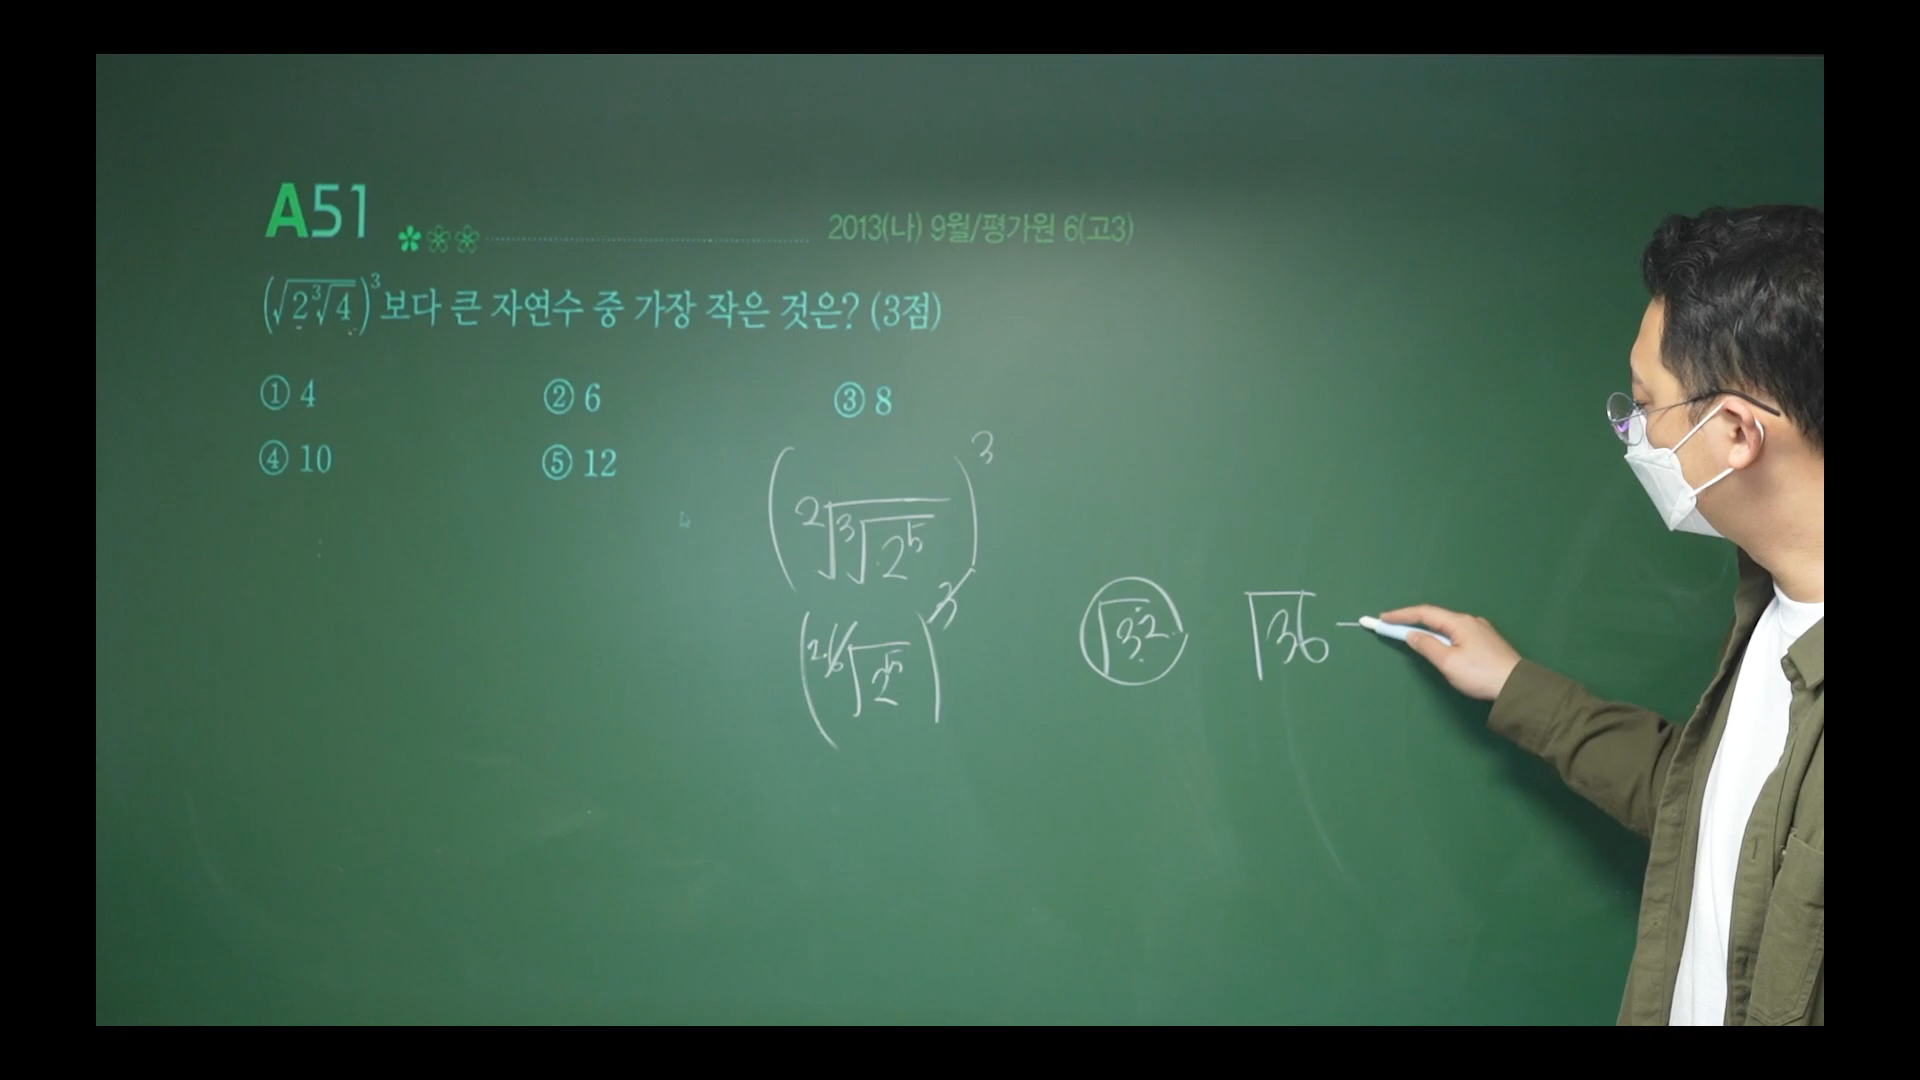 A51
2013(나) 9월/평가원 6(고3)
(√(2∛4))³보다 큰 자연수 중 가장 작은 것은? (3점)
① 4 ② 6 ③ 8
④ 10 ⑤ 12
(²√(³√(2⁵)))³
(²·⁶√(2⁵))³ √32 √36 –